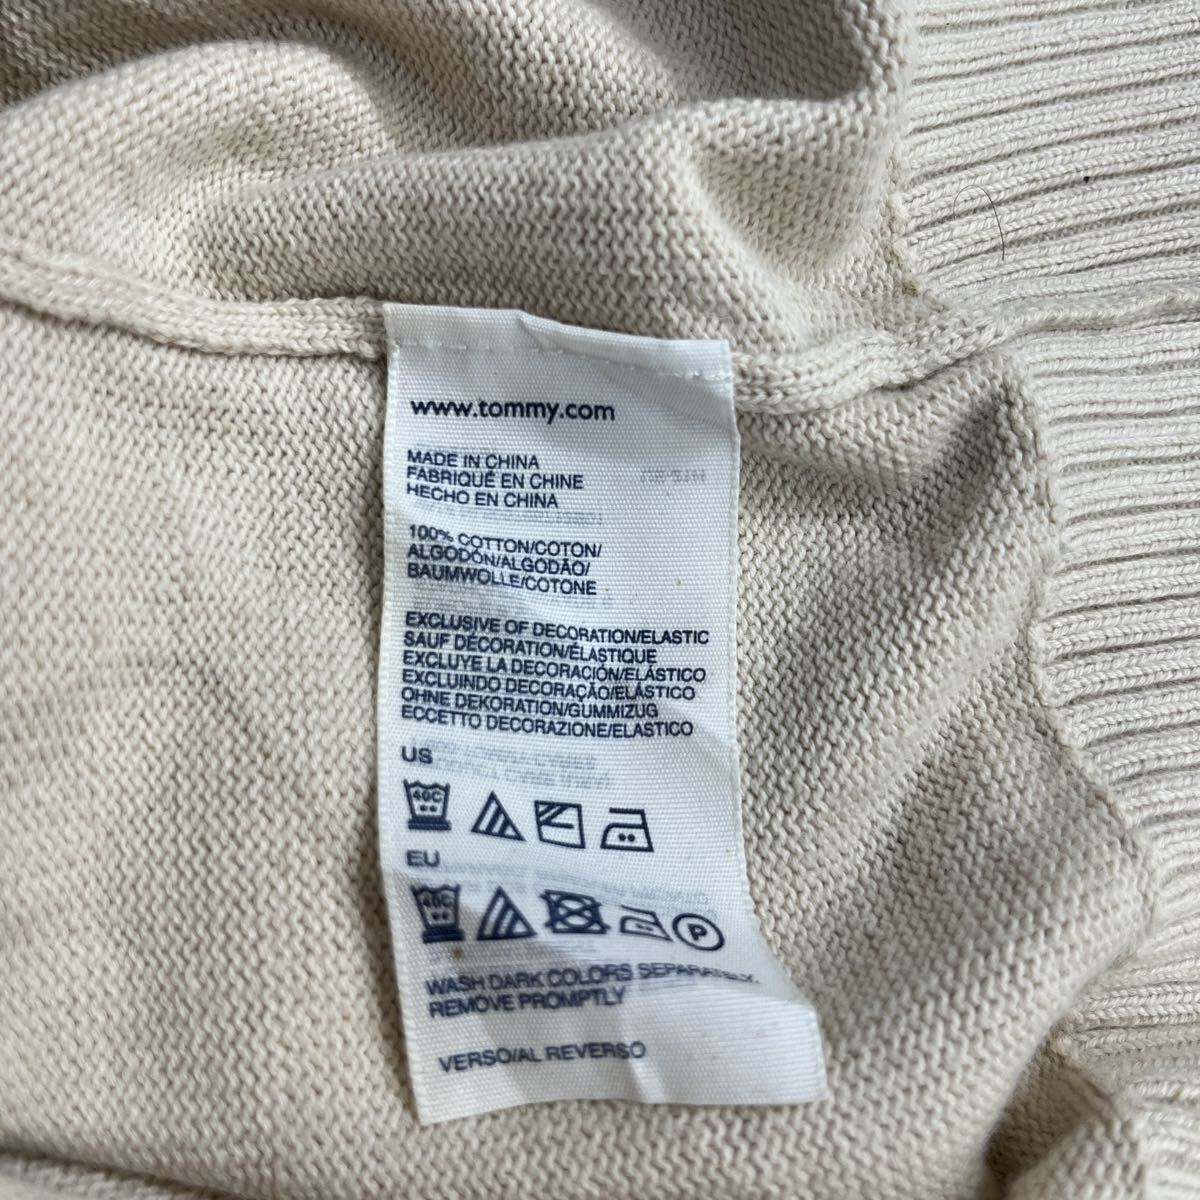 www.tommy.com
MADE IN CHINA
FABRIQUÉ EN CHINE
HECHO EN CHINA
100% COTTON/COTON/
ALGODÓN/ALGODÃO/
BAUMWOLLE/COTONE
EXCLUSIVE OF DECORATION/ELASTIC
SAUF DÉCORATION/ÉLASTIQUE
EXCLUYE LA DECORACIÓN/ELÁSTICO
EXCLUINDO DECORAÇÃO/ELÁSTICO
OHNE DEKORATION/GUMMIZUG
ECCETTO DECORAZIONE/ELASTICO
US
40C
EU
40C
P
WASH DARK COLORS SEPARATELY.
REMOVE PROMPTLY
VERSO/AL REVERSO